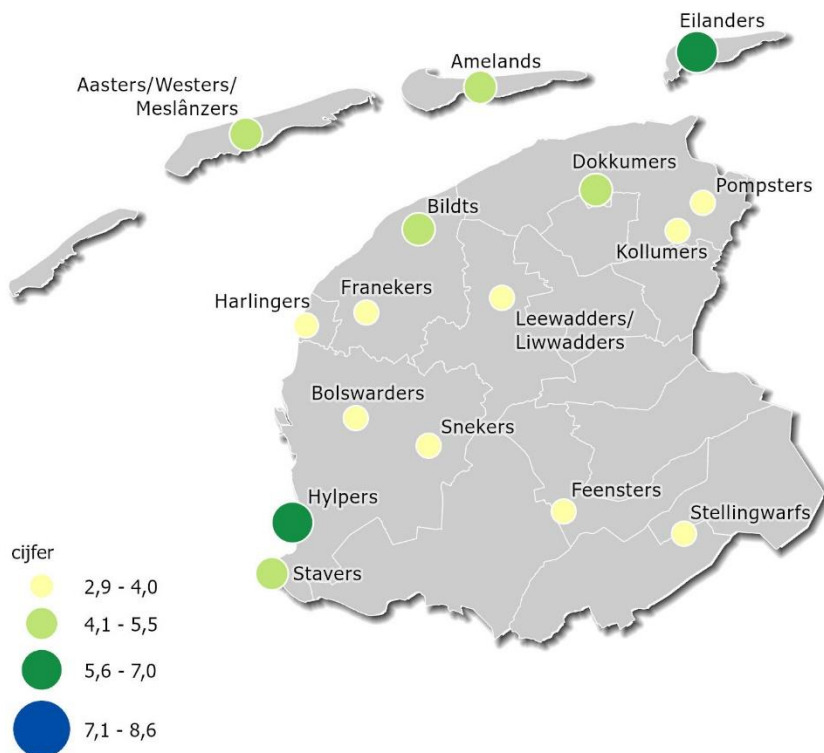 Eilanders
Amelands
Aasters/Westers/
Meslânzers
Dokkumers
Pompsters
Bildts
Kollumers
Franekers
Harlingers
Leewadders/
Liwwadders
Bolswarders
Snekers
Hylpers
Feensters
Stellingwarfs
Stavers
cijfer
2,9 - 4,0
4,1 - 5,5
5,6 - 7,0
7,1 - 8,6